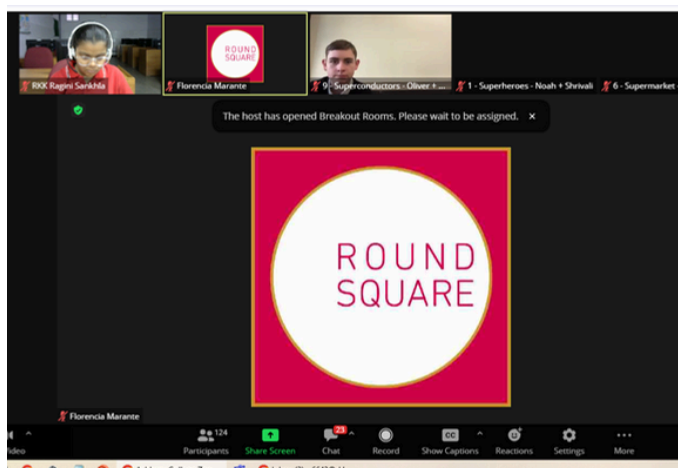 ROUND
SQUARE
RKK Ragini Sankhla
Florencia Marante
9 - Superconductors - Oliver + ...
1 - Superheroes - Noah + Shrivali
6 - Supermarket
The host has opened Breakout Rooms. Please wait to be assigned. ×
ROUND
SQUARE
Florencia Marante
124
23
CC
Video
Participants
Share Screen
Chat
Record
Show Captions
Reactions
Settings
More